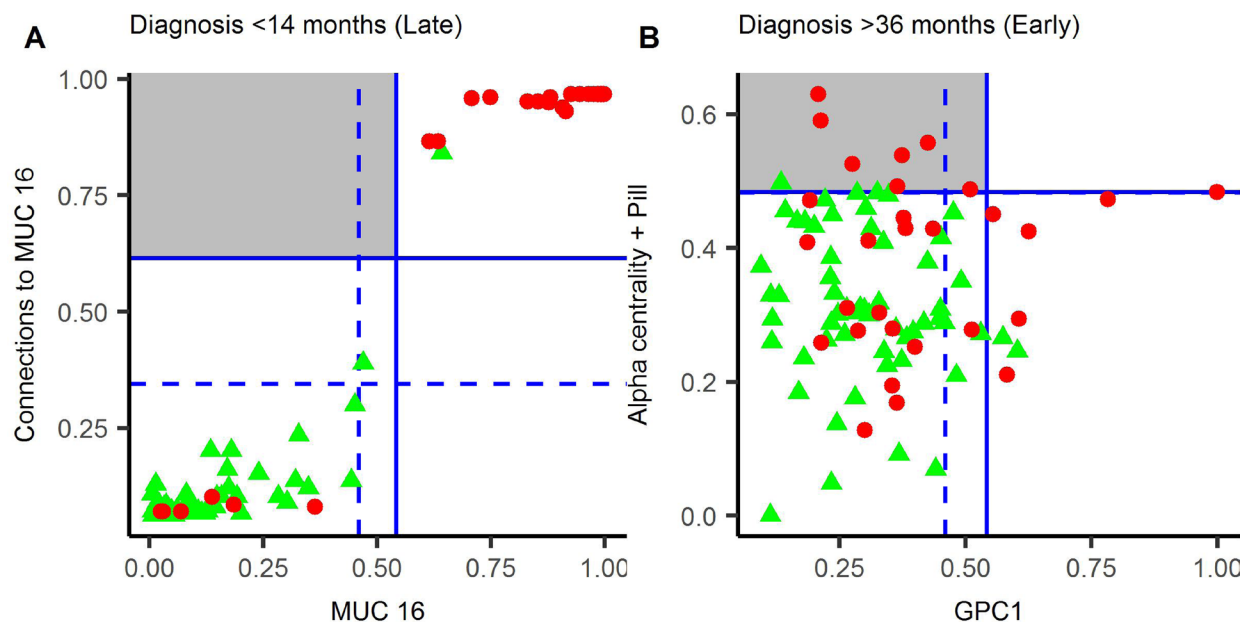 A
Diagnosis <14 months (Late)
Connections to MUC 16
1.00
0.75
0.50
0.25
0.00
0.25
0.50
0.75
1.00
MUC 16
B
Diagnosis >36 months (Early)
Alpha centrality + Pill
0.6
0.4
0.2
0.0
0.25
0.50
0.75
1.00
GPC1